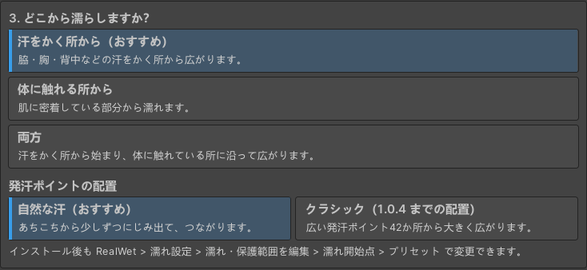 3. どこから濡らしますか?
汗をかく所から（おすすめ）
脇・胸・背中などの汗をかく所から広がります。
体に触れる所から
肌に密着している部分から濡れます。
両方
汗をかく所から始まり、体に触れている所に沿って広がります。
発汗ポイントの配置
自然な汗（おすすめ）
あちこちから少しずつにじみ出て、つながります。
クラシック（1.0.4 までの配置）
広い発汗ポイント42か所から大きく広がります。
インストール後も RealWet > 濡れ設定 > 濡れ・保護範囲を編集 > 濡れ開始点 > プリセット で変更できます。